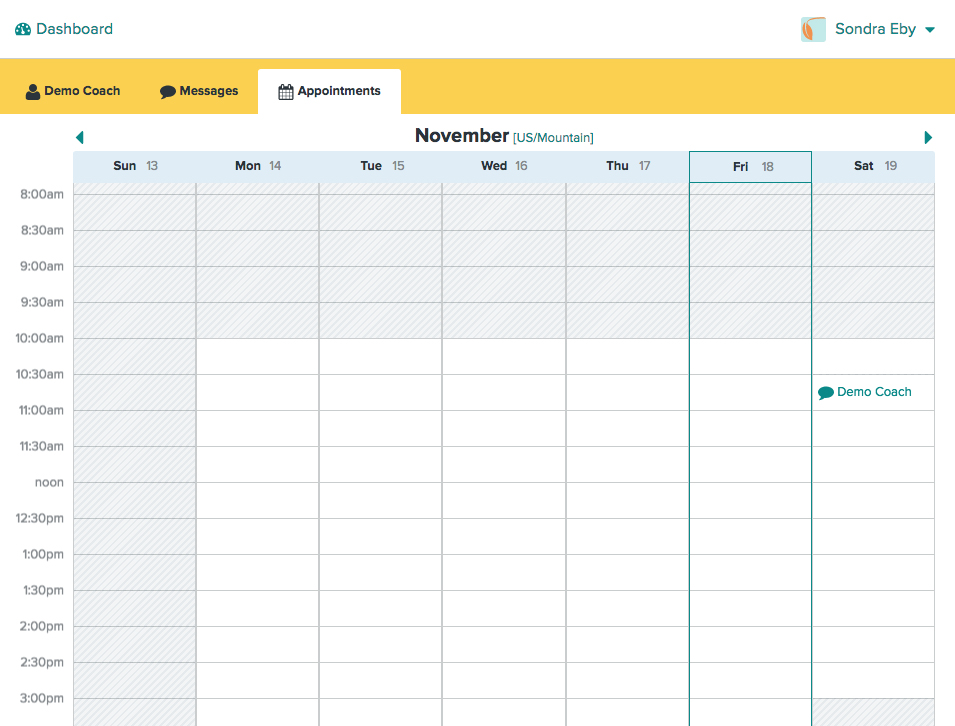 Dashboard
Sondra Eby
Demo Coach
Messages
Appointments
November [US/Mountain]
Sun 13
Mon 14
Tue 15
Wed 16
Thu 17
Fri 18
Sat 19
8:00am
8:30am
9:00am
9:30am
10:00am
10:30am
Demo Coach
11:00am
11:30am
noon
12:30pm
1:00pm
1:30pm
2:00pm
2:30pm
3:00pm